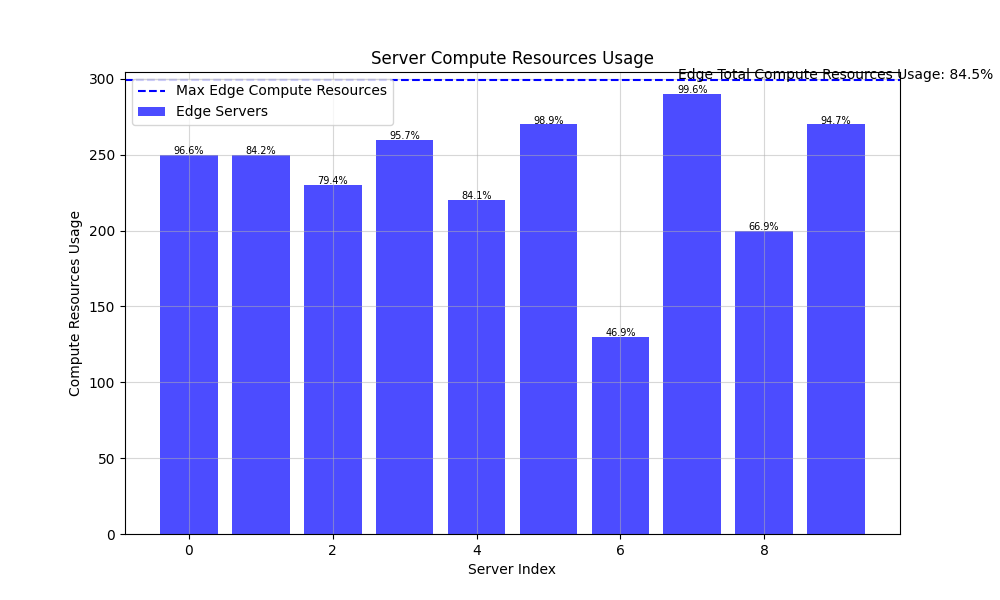 Server Compute Resources Usage
Edge Total Compute Resources Usage: 84.5%
Max Edge Compute Resources
Edge Servers
96.6%
84.2%
79.4%
95.7%
84.1%
98.9%
46.9%
99.6%
66.9%
94.7%
Compute Resources Usage
300
250
200
150
100
50
0
0 2 4 6 8
Server Index